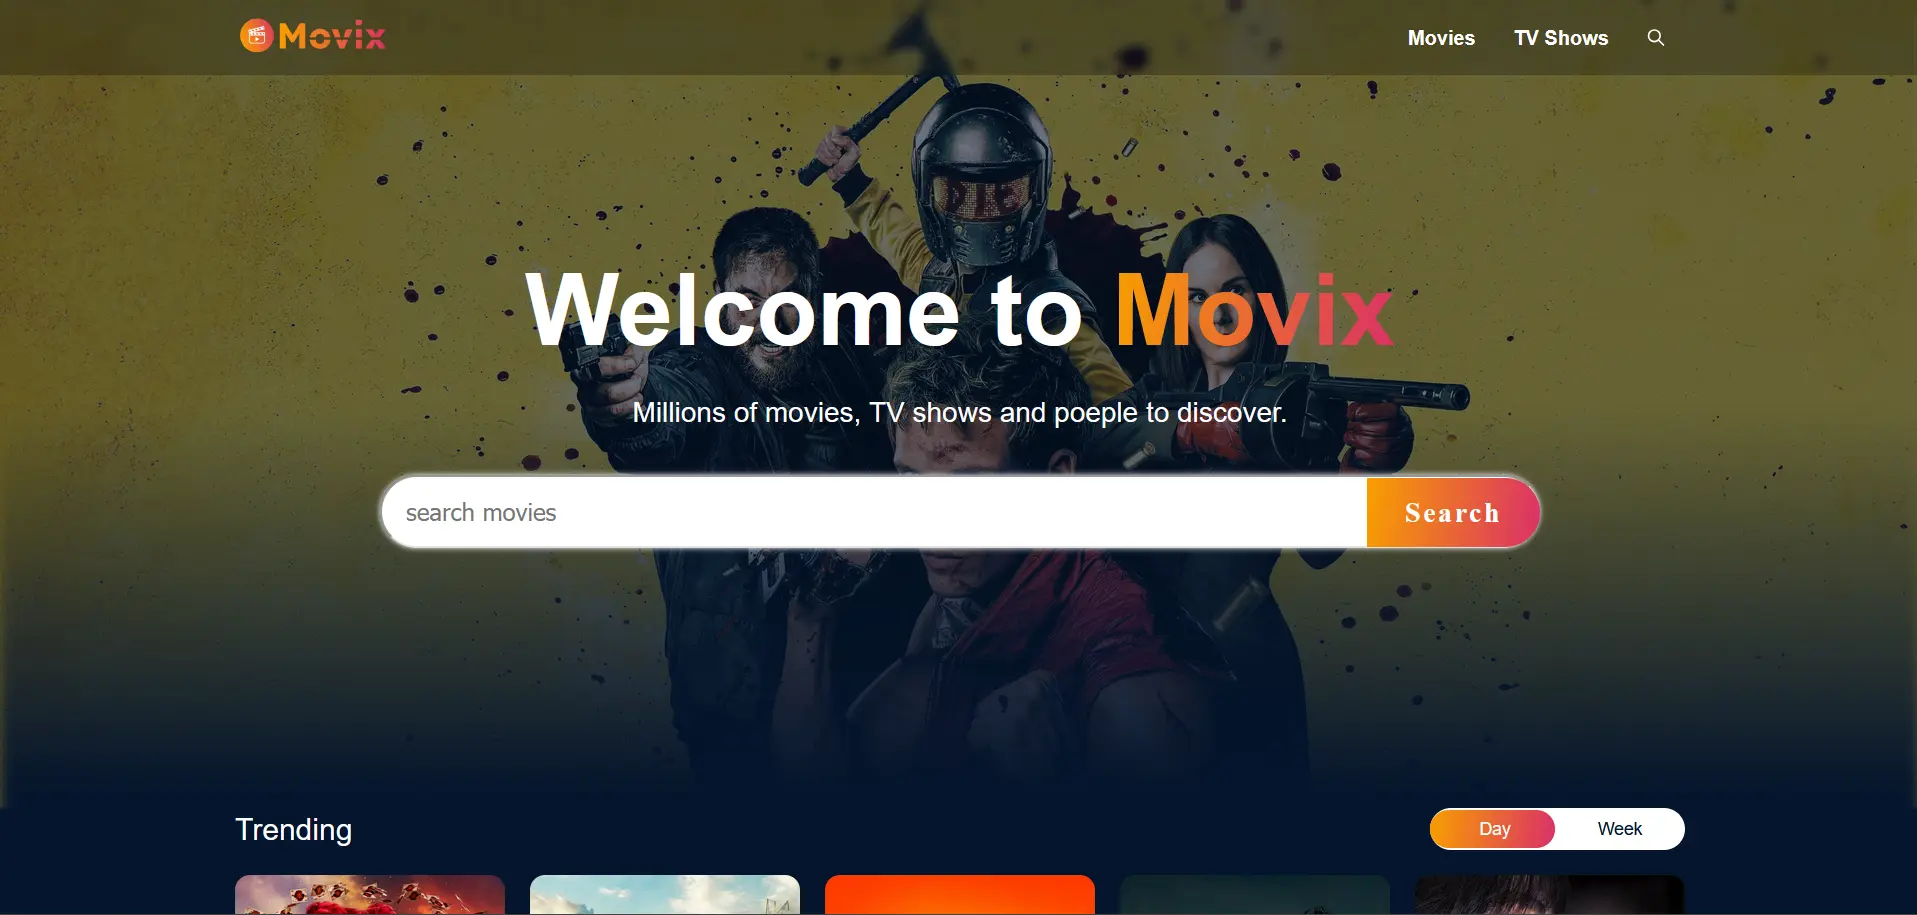 Movix
Movies
TV Shows
DIE
Welcome to Movix
Millions of movies, TV shows and poeple to discover.
search movies
Search
Trending
Day
Week